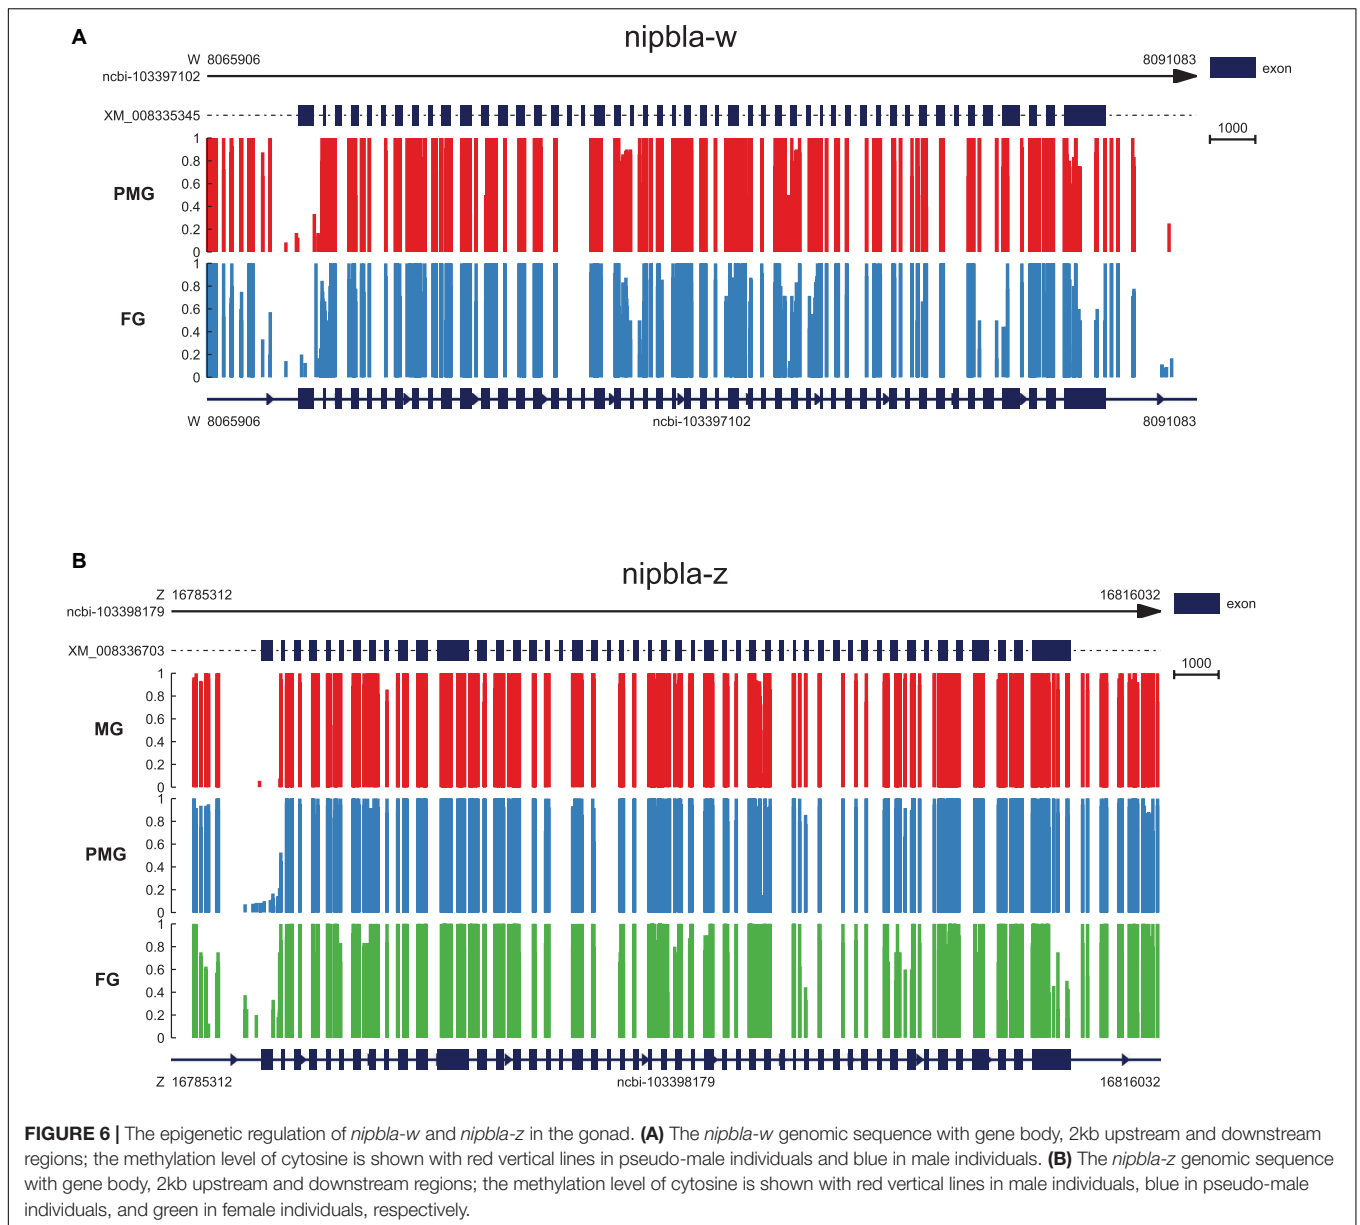 A
nipbla-w
W 8065906 8091083
ncbi-103397102
exon
XM_008335345
1000
1
0.8
0.6
0.4
0.2
0
PMG
1
0.8
0.6
0.4
0.2
0
FG
W 8065906 ncbi-103397102 8091083
B
nipbla-z
Z 16785312 16816032
ncbi-103398179
exon
XM_008336703
1000
1
0.8
0.6
0.4
0.2
0
MG
1
0.8
0.6
0.4
0.2
0
PMG
1
0.8
0.6
0.4
0.2
0
FG
Z 16785312 ncbi-103398179 16816032
FIGURE 6 | The epigenetic regulation of nipbla-w and nipbla-z in the gonad. (A) The nipbla-w genomic sequence with gene body, 2kb upstream and downstream
regions; the methylation level of cytosine is shown with red vertical lines in pseudo-male individuals and blue in male individuals. (B) The nipbla-z genomic sequence
with gene body, 2kb upstream and downstream regions; the methylation level of cytosine is shown with red vertical lines in male individuals, blue in pseudo-male
individuals, and green in female individuals, respectively.